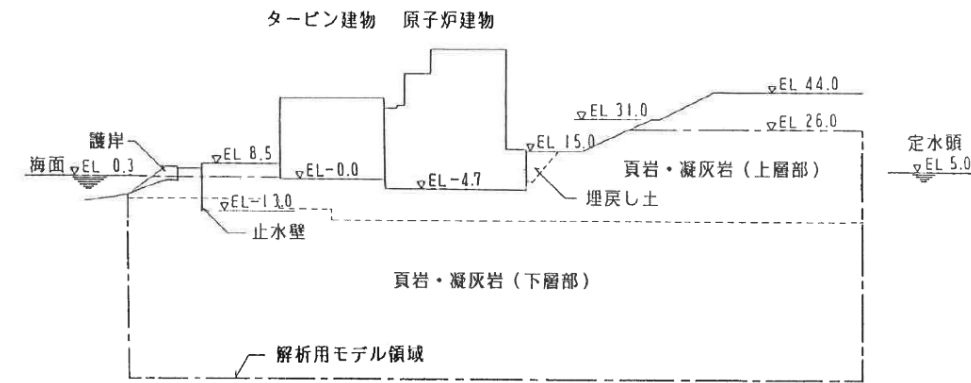 タービン建物 原子炉建物
EL 44.0
EL 31.0
EL 26.0
護岸
EL 15.0
定水頭
海面 EL 0.3
EL 8.5
EL-0.0
EL-4.7
頁岩・凝灰岩（上層部）
EL 5.0
埋戻し土
EL-13.0
止水壁
頁岩・凝灰岩（下層部）
解析用モデル領域